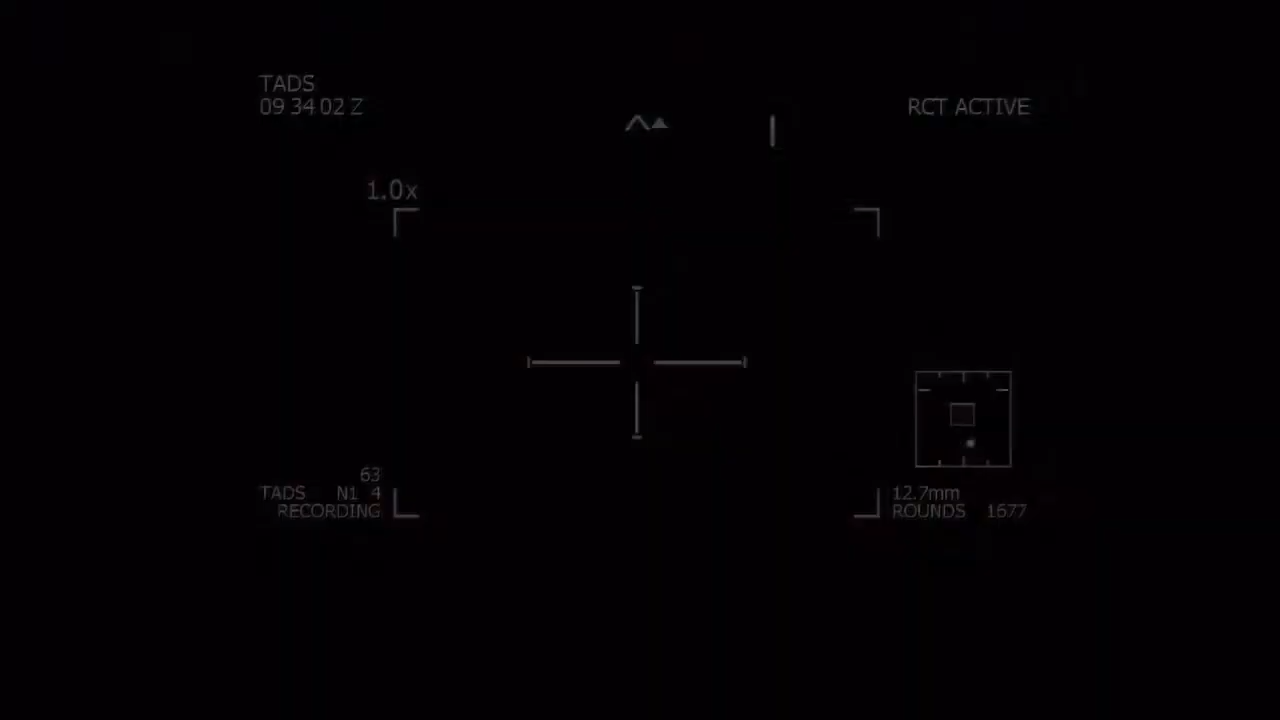 TADS
09 34 02 Z
RCT ACTIVE
1.0x
63
TADS N1 4
RECORDING
12.7mm
ROUNDS 1677